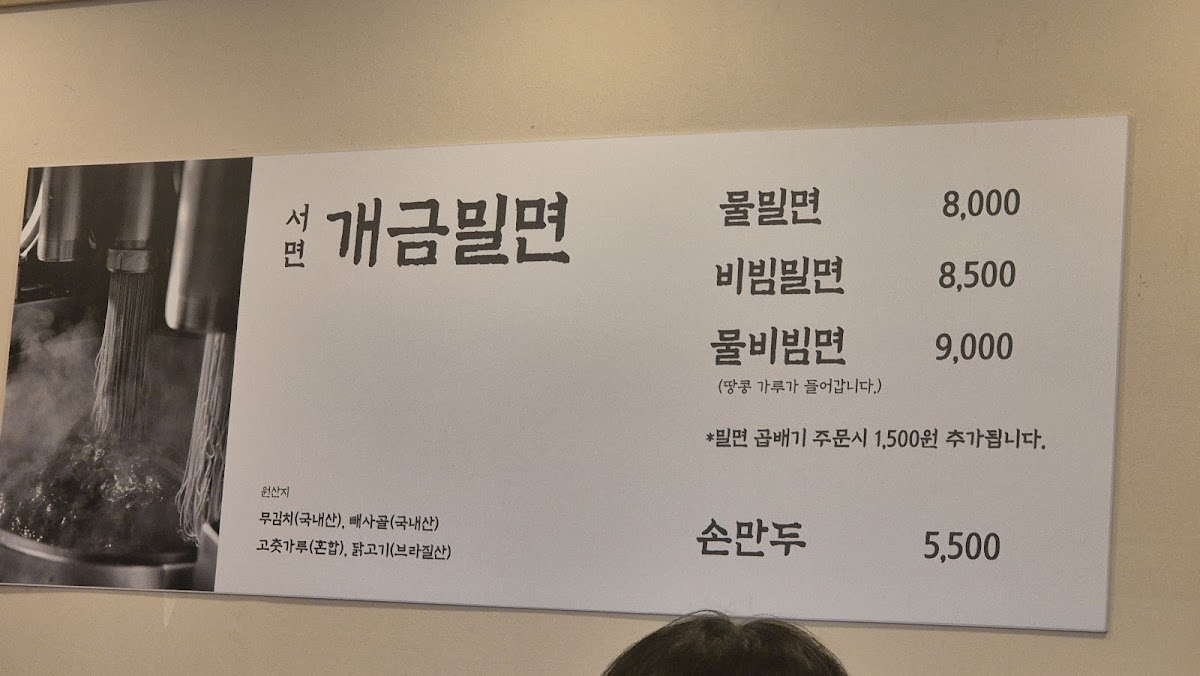 서면 개금밀면
물밀면 8,000
비빔밀면 8,500
물비빔면 9,000
(땅콩 가루가 들어갑니다.)
*밀면 곱배기 주문시 1,500원 추가됩니다.
손만두 5,500
원산지
무김치(국내산), 빼사골(국내산)
고춧가루(혼합), 닭고기(브라질산)